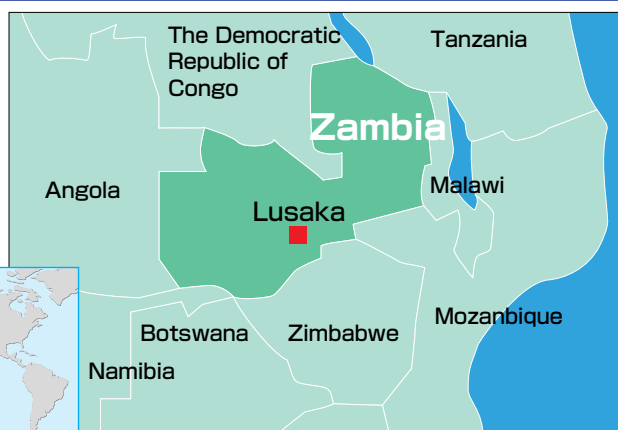 The Democratic
Republic of
Congo
Tanzania
Zambia
Angola
Malawi
Lusaka
Mozanbique
Botswana
Zimbabwe
Namibia